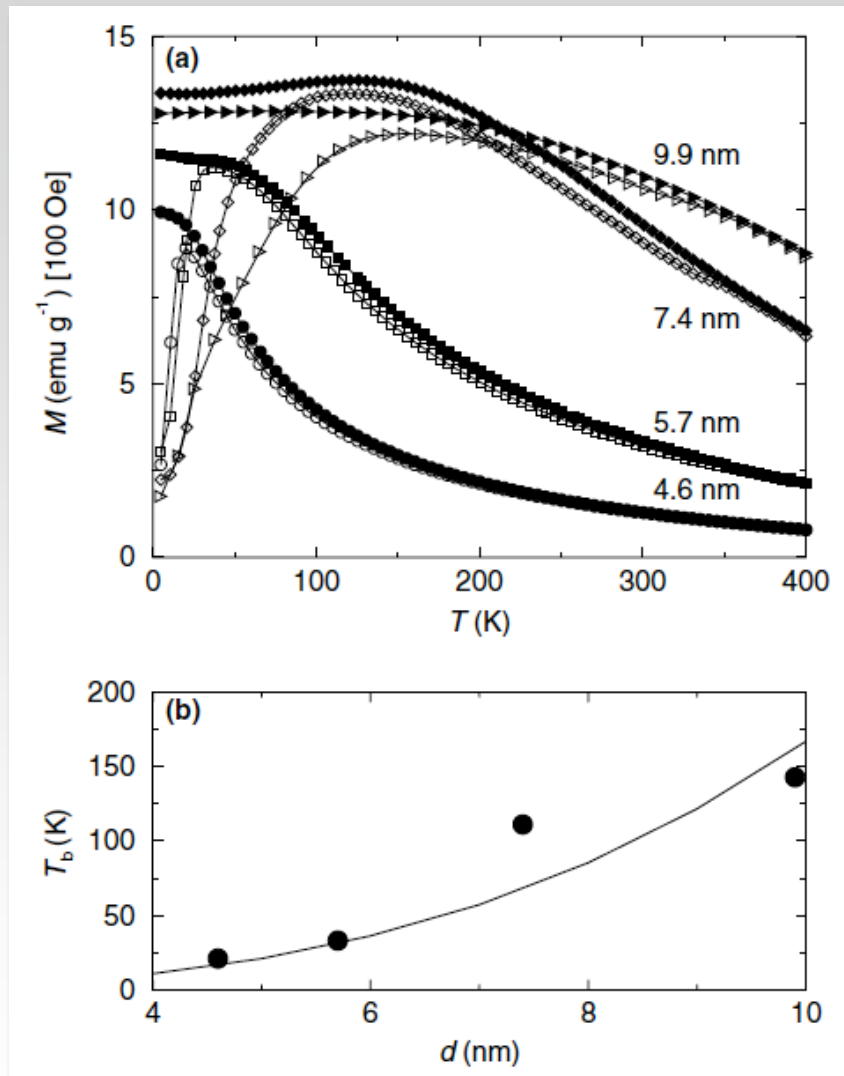 (a)
15
10
5
0
M (emu g⁻¹) [100 Oe]
9.9 nm
7.4 nm
5.7 nm
4.6 nm
0 100 200 300 400
T (K)
(b)
200
150
100
50
0
T_b (K)
4 6 8 10
d (nm)